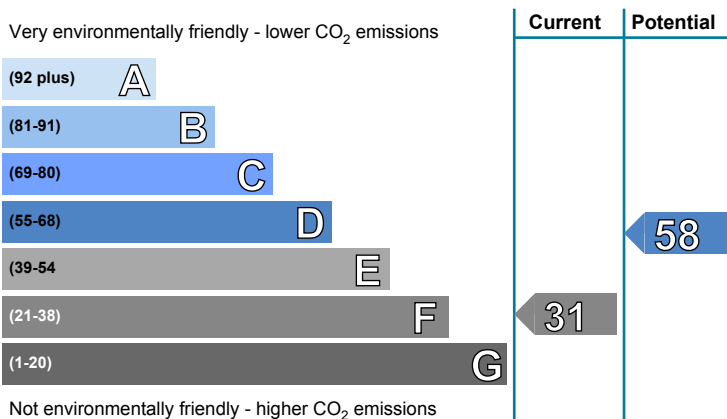 Very environmentally friendly - lower CO2 emissions
Current
Potential
(92 plus) A
(81-91) B
(69-80) C
(55-68) D
58
(39-54 E
(21-38) F
31
(1-20) G
Not environmentally friendly - higher CO2 emissions